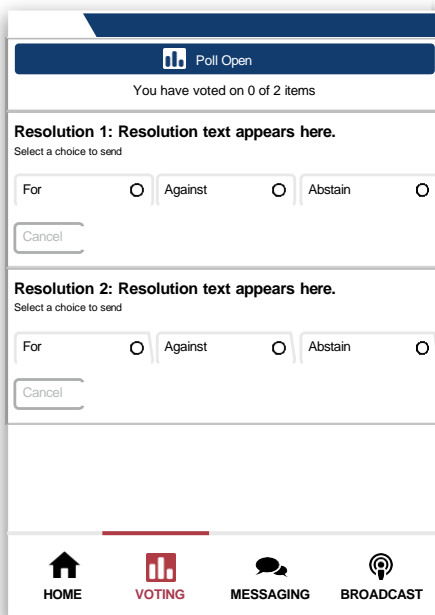 Poll Open
You have voted on 0 of 2 items
Resolution 1: Resolution text appears here.
Select a choice to send
For Against Abstain
Cancel
Resolution 2: Resolution text appears here.
Select a choice to send
For Against Abstain
Cancel
HOME VOTING MESSAGING BROADCAST